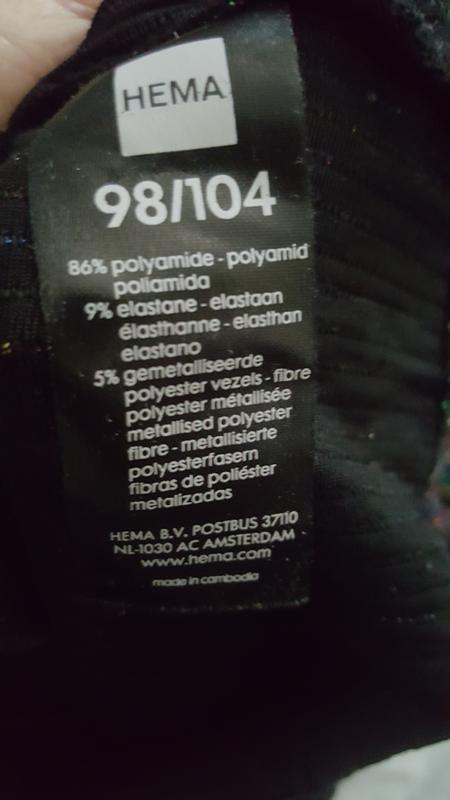 HEMA
98/104
86% polyamide - polyamid
poliamida
9% elastane - elastaan
élasthanne - elasthan
elastano
5% gemetalliseerde
polyester vezels - fibre
polyester métallisée
metallised polyester
fibre - metallisierte
polyesterfasern
fibras de poliéster
metalizadas
HEMA B.V. POSTBUS 37110
NL-1030 AC AMSTERDAM
www.hema.com
made in cambodia